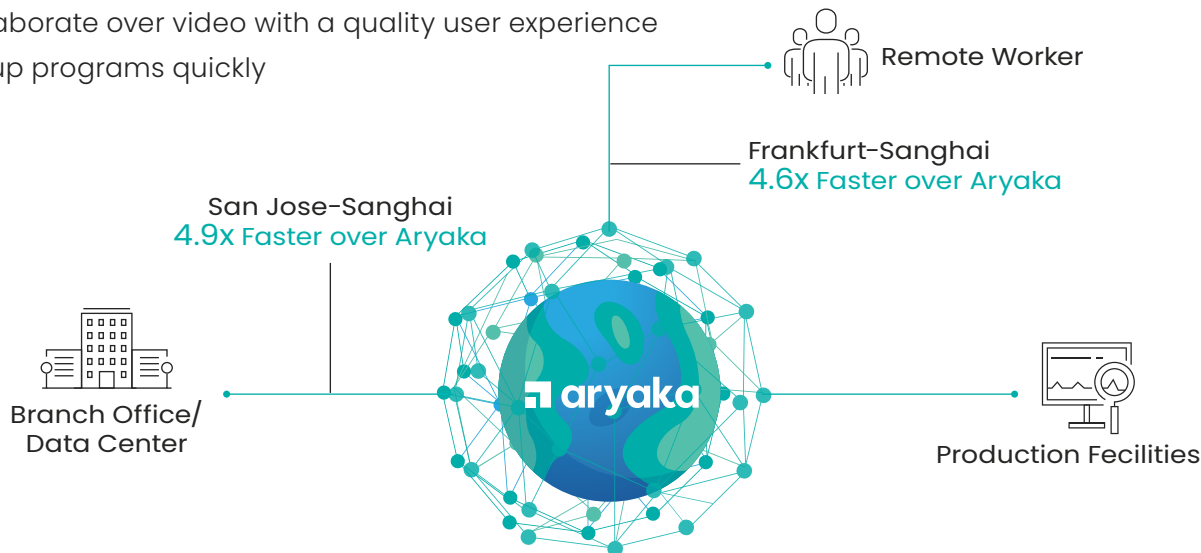 aborate over video with a quality user experience
up programs quickly
Remote Worker
Frankfurt-Sanghai
4.6x Faster over Aryaka
San Jose-Sanghai
4.9x Faster over Aryaka
aryaka
Branch Office/
Data Center
Production Fecilities